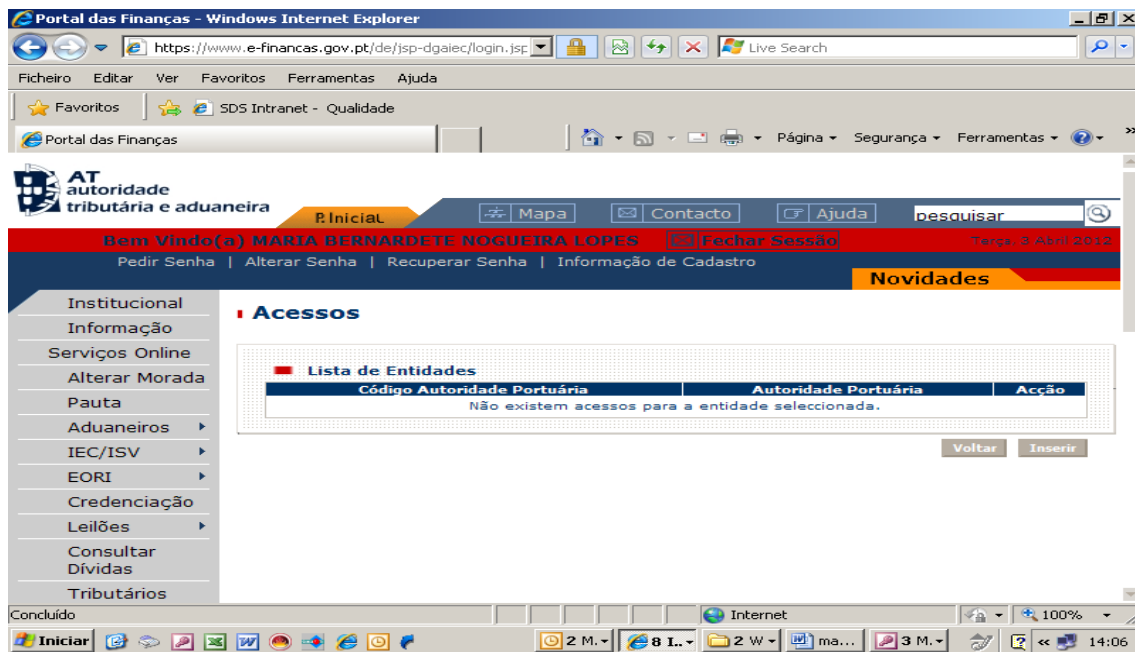 Portal das Finanças - Windows Internet Explorer
https://www.e-financas.gov.pt/de/jsp-dgaiec/login.jsp
Live Search
Ficheiro Editar Ver Favoritos Ferramentas Ajuda
Favoritos SDS Intranet - Qualidade
Portal das Finanças Página Segurança Ferramentas
AT
autoridade
tributária e aduaneira
P.Inicial Mapa Contacto Ajuda pesquisar
Bem Vindo(a) MARIA BERNARDETE NOGUEIRA LOPES Fechar Sessão Terça, 3 Abril 2012
Pedir Senha | Alterar Senha | Recuperar Senha | Informação de Cadastro
Novidades
Institucional
Informação
Serviços Online
Alterar Morada
Pauta
Aduaneiros
IEC/ISV
EORI
Credenciação
Leilões
Consultar
Dívidas
Tributários
Acessos
Lista de Entidades
Código Autoridade Portuária Autoridade Portuária Acção
Não existem acessos para a entidade seleccionada.
Voltar Inserir
Concluído Internet 100%
Iniciar 2 M. 8 I.. 2 W ma... 3 M. 14:06